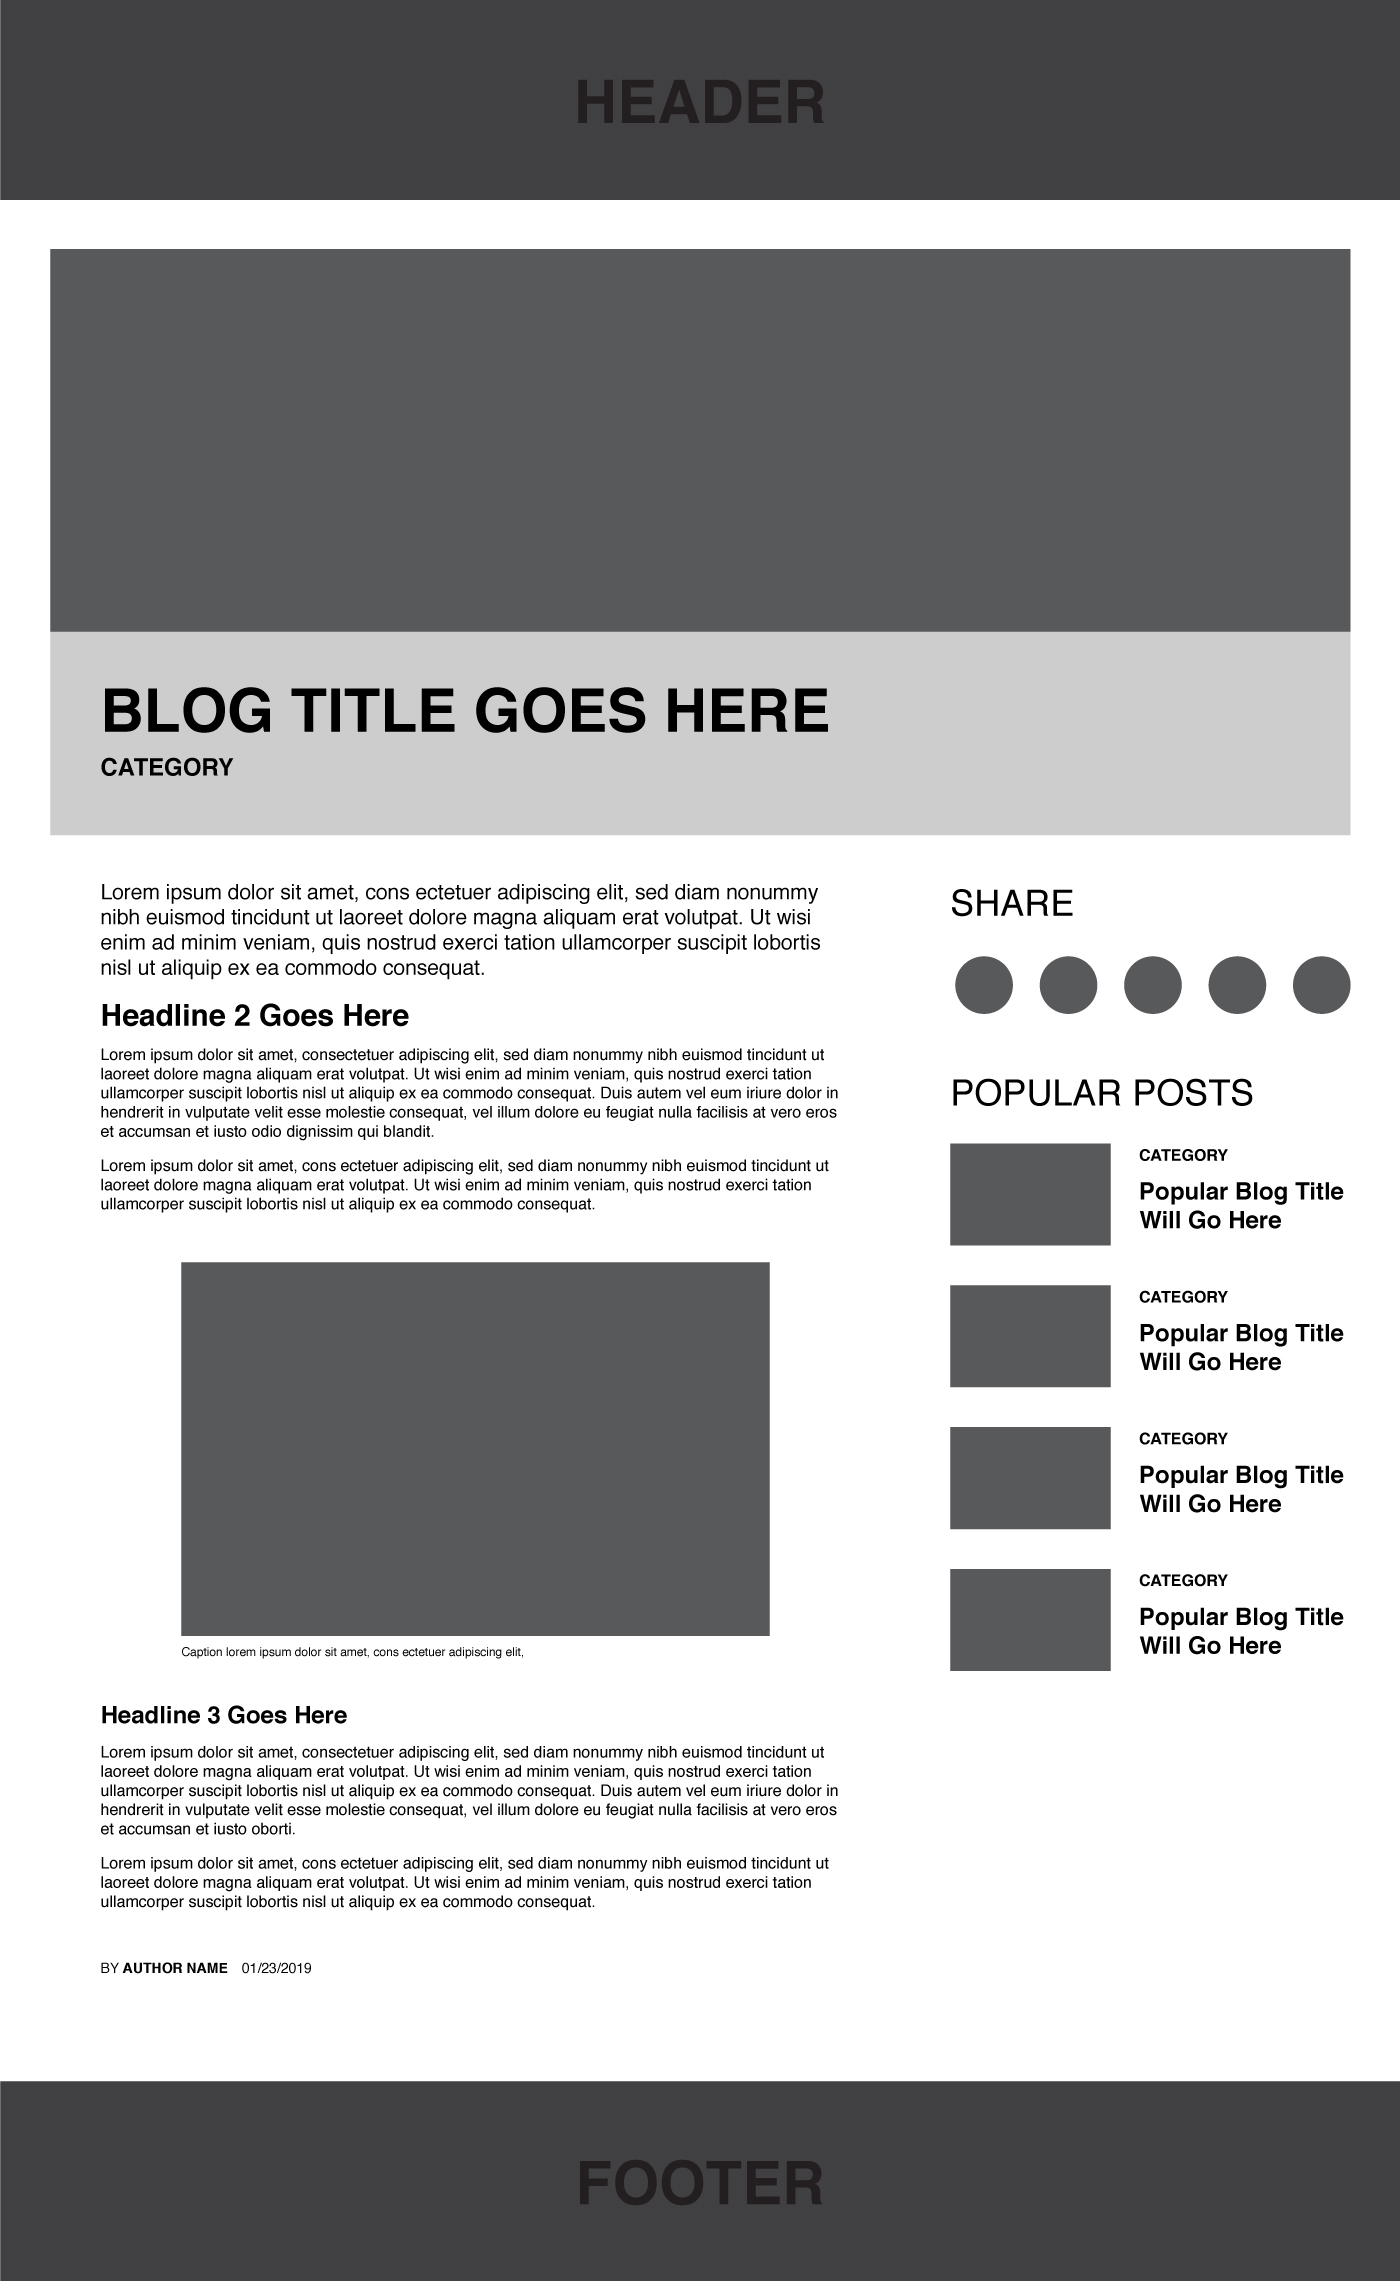 HEADER
BLOG TITLE GOES HERE
CATEGORY
Lorem ipsum dolor sit amet, cons ectetuer adipiscing elit, sed diam nonummy
nibh euismod tincidunt ut laoreet dolore magna aliquam erat volutpat. Ut wisi
enim ad minim veniam, quis nostrud exerci tation ullamcorper suscipit lobortis
nisl ut aliquip ex ea commodo consequat.
Headline 2 Goes Here
Lorem ipsum dolor sit amet, consectetuer adipiscing elit, sed diam nonummy nibh euismod tincidunt ut
laoreet dolore magna aliquam erat volutpat. Ut wisi enim ad minim veniam, quis nostrud exerci tation
ullamcorper suscipit lobortis nisl ut aliquip ex ea commodo consequat. Duis autem vel eum iriure dolor in
hendrerit in vulputate velit esse molestie consequat, vel illum dolore eu feugiat nulla facilisis at vero eros
et accumsan et iusto odio dignissim qui blandit.
Lorem ipsum dolor sit amet, cons ectetuer adipiscing elit, sed diam nonummy nibh euismod tincidunt ut
laoreet dolore magna aliquam erat volutpat. Ut wisi enim ad minim veniam, quis nostrud exerci tation
ullamcorper suscipit lobortis nisl ut aliquip ex ea commodo consequat.
Caption lorem ipsum dolor sit amet, cons ectetuer adipiscing elit,
Headline 3 Goes Here
Lorem ipsum dolor sit amet, consectetuer adipiscing elit, sed diam nonummy nibh euismod tincidunt ut
laoreet dolore magna aliquam erat volutpat. Ut wisi enim ad minim veniam, quis nostrud exerci tation
ullamcorper suscipit lobortis nisl ut aliquip ex ea commodo consequat. Duis autem vel eum iriure dolor in
hendrerit in vulputate velit esse molestie consequat, vel illum dolore eu feugiat nulla facilisis at vero eros
et accumsan et iusto oborti.
Lorem ipsum dolor sit amet, cons ectetuer adipiscing elit, sed diam nonummy nibh euismod tincidunt ut
laoreet dolore magna aliquam erat volutpat. Ut wisi enim ad minim veniam, quis nostrud exerci tation
ullamcorper suscipit lobortis nisl ut aliquip ex ea commodo consequat.
BY AUTHOR NAME 01/23/2019
SHARE
POPULAR POSTS
CATEGORY
Popular Blog Title
Will Go Here
CATEGORY
Popular Blog Title
Will Go Here
CATEGORY
Popular Blog Title
Will Go Here
CATEGORY
Popular Blog Title
Will Go Here
FOOTER